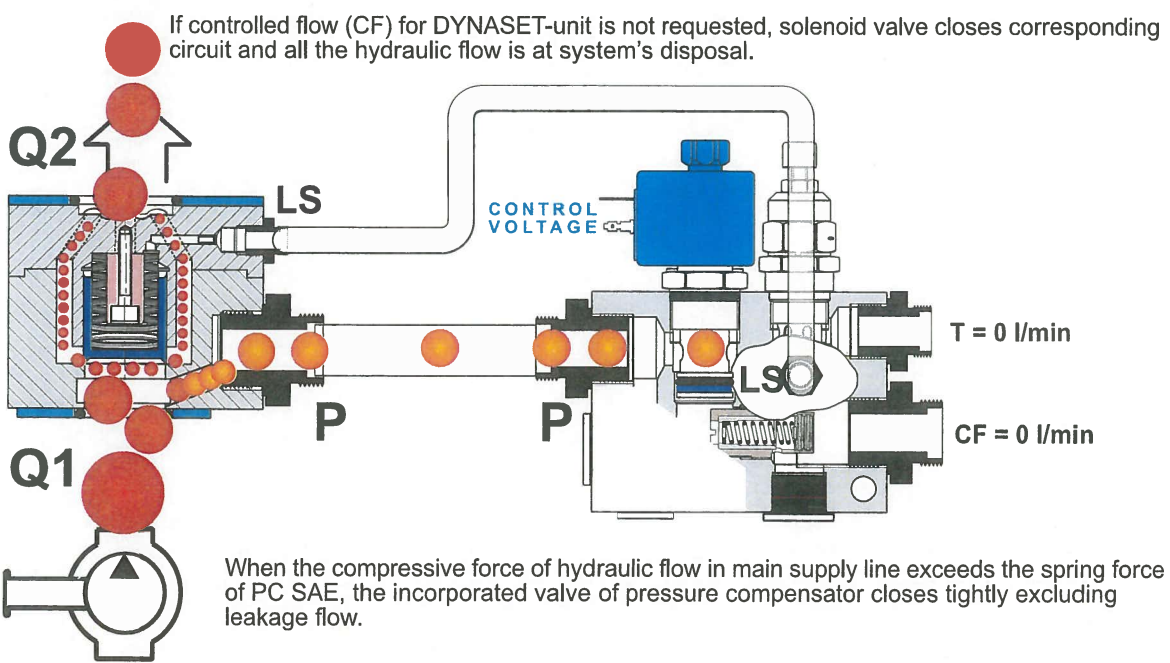 If controlled flow (CF) for DYNASET-unit is not requested, solenoid valve closes corresponding
circuit and all the hydraulic flow is at system's disposal.
Q2
LS
CONTROL
VOLTAGE
T = 0 l/min
LS
P
P
CF = 0 l/min
Q1
When the compressive force of hydraulic flow in main supply line exceeds the spring force
of PC SAE, the incorporated valve of pressure compensator closes tightly excluding
leakage flow.